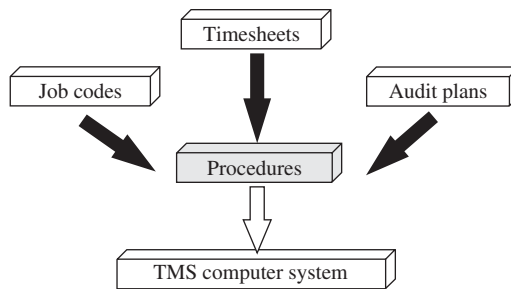 Timesheets
Job codes
Audit plans
Procedures
TMS computer system